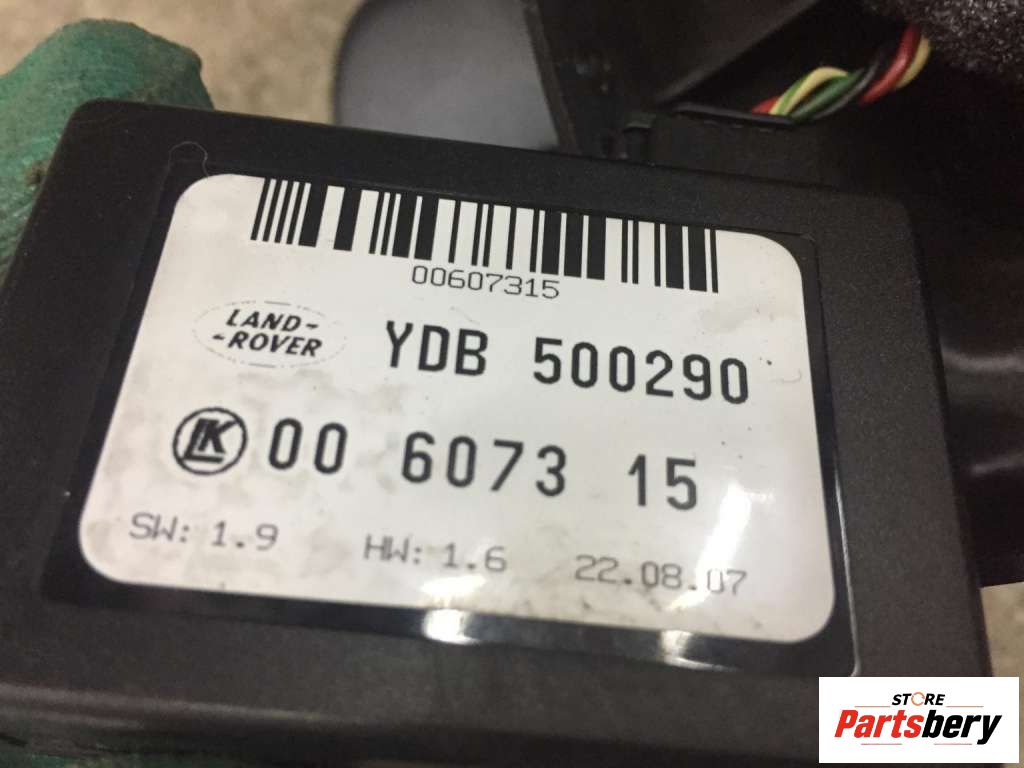 00607315
LAND-
-ROVER
YDB 500290
LK 00 6073 15
SW: 1.9 HW: 1.6 22.08.07
STORE
Partsbery